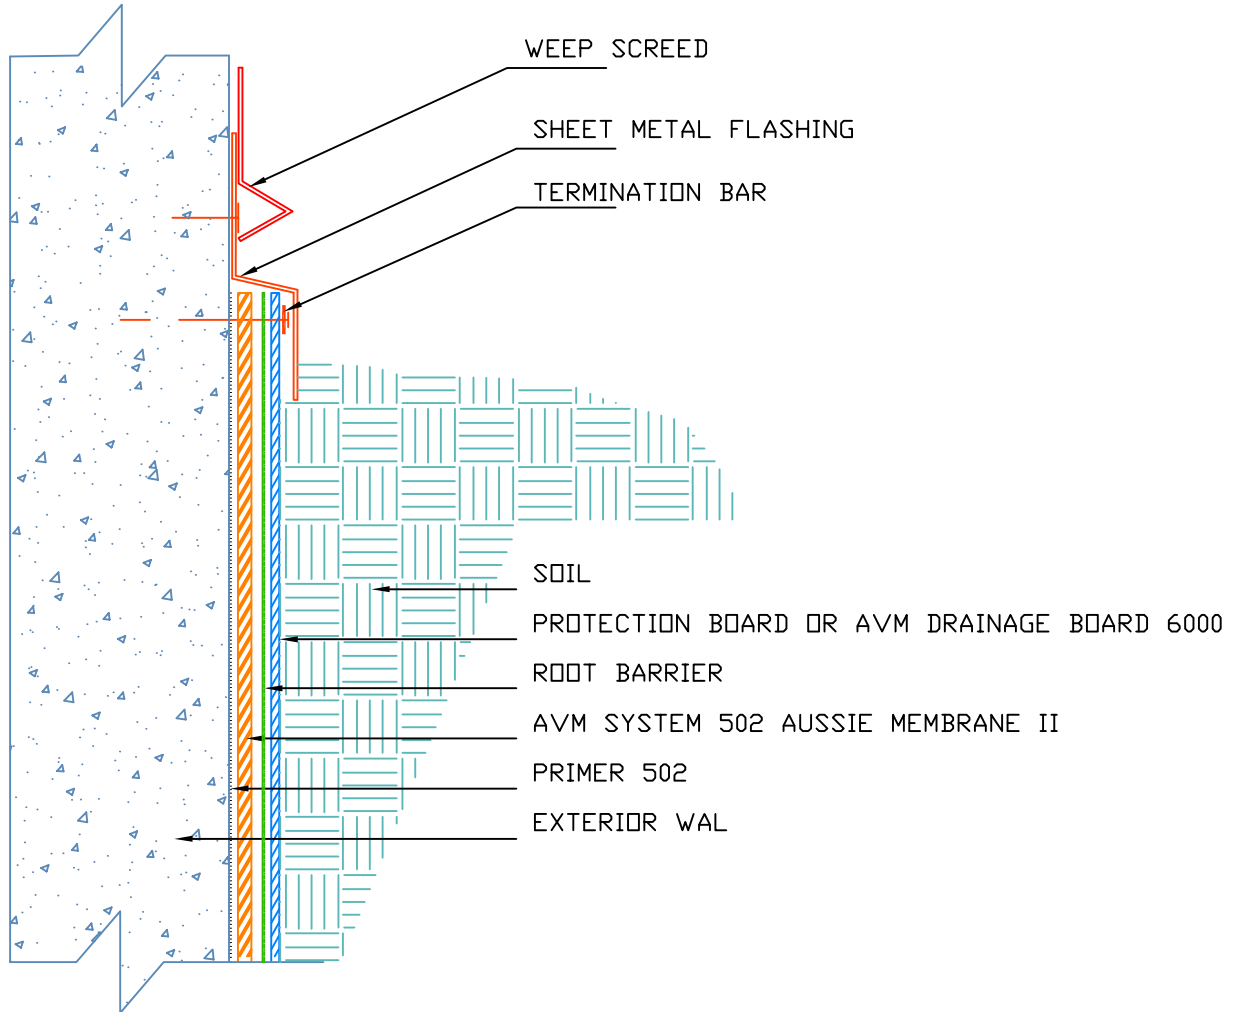 WEEP SCREED
SHEET METAL FLASHING
TERMINATION BAR
SOIL
PROTECTION BOARD OR AVM DRAINAGE BOARD 6000
ROOT BARRIER
AVM SYSTEM 502 AUSSIE MEMBRANE II
PRIMER 502
EXTERIOR WAL